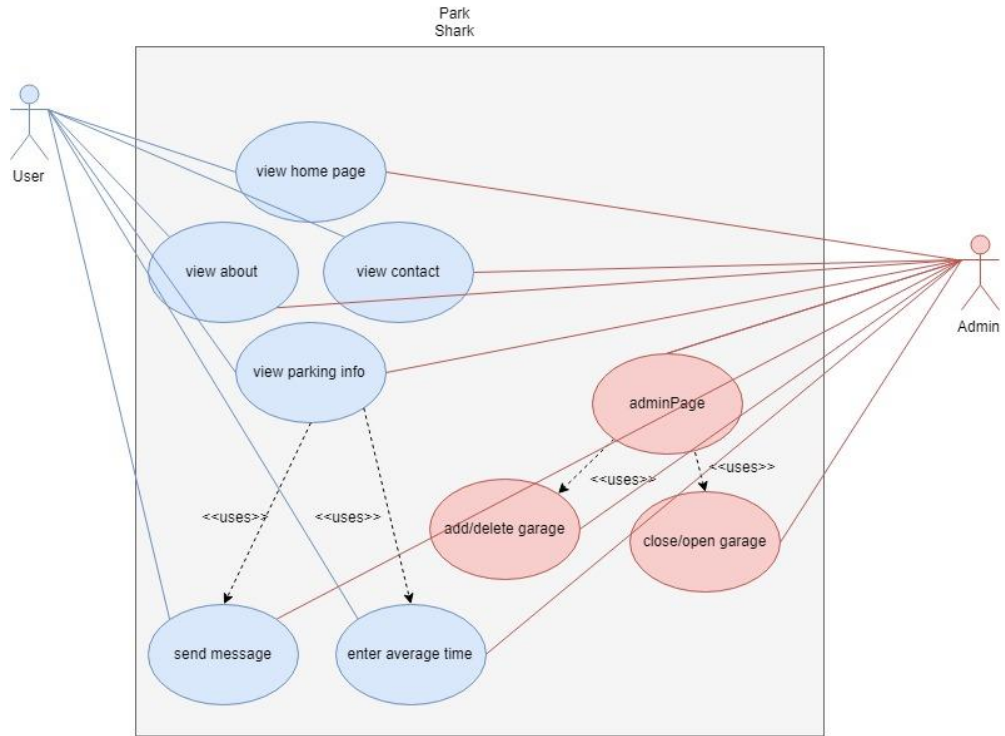 Park
Shark
User
view home page
view about
view contact
Admin
view parking info
adminPage
<<uses>>
<<uses>>
<<uses>>
<<uses>>
add/delete garage
close/open garage
send message
enter average time